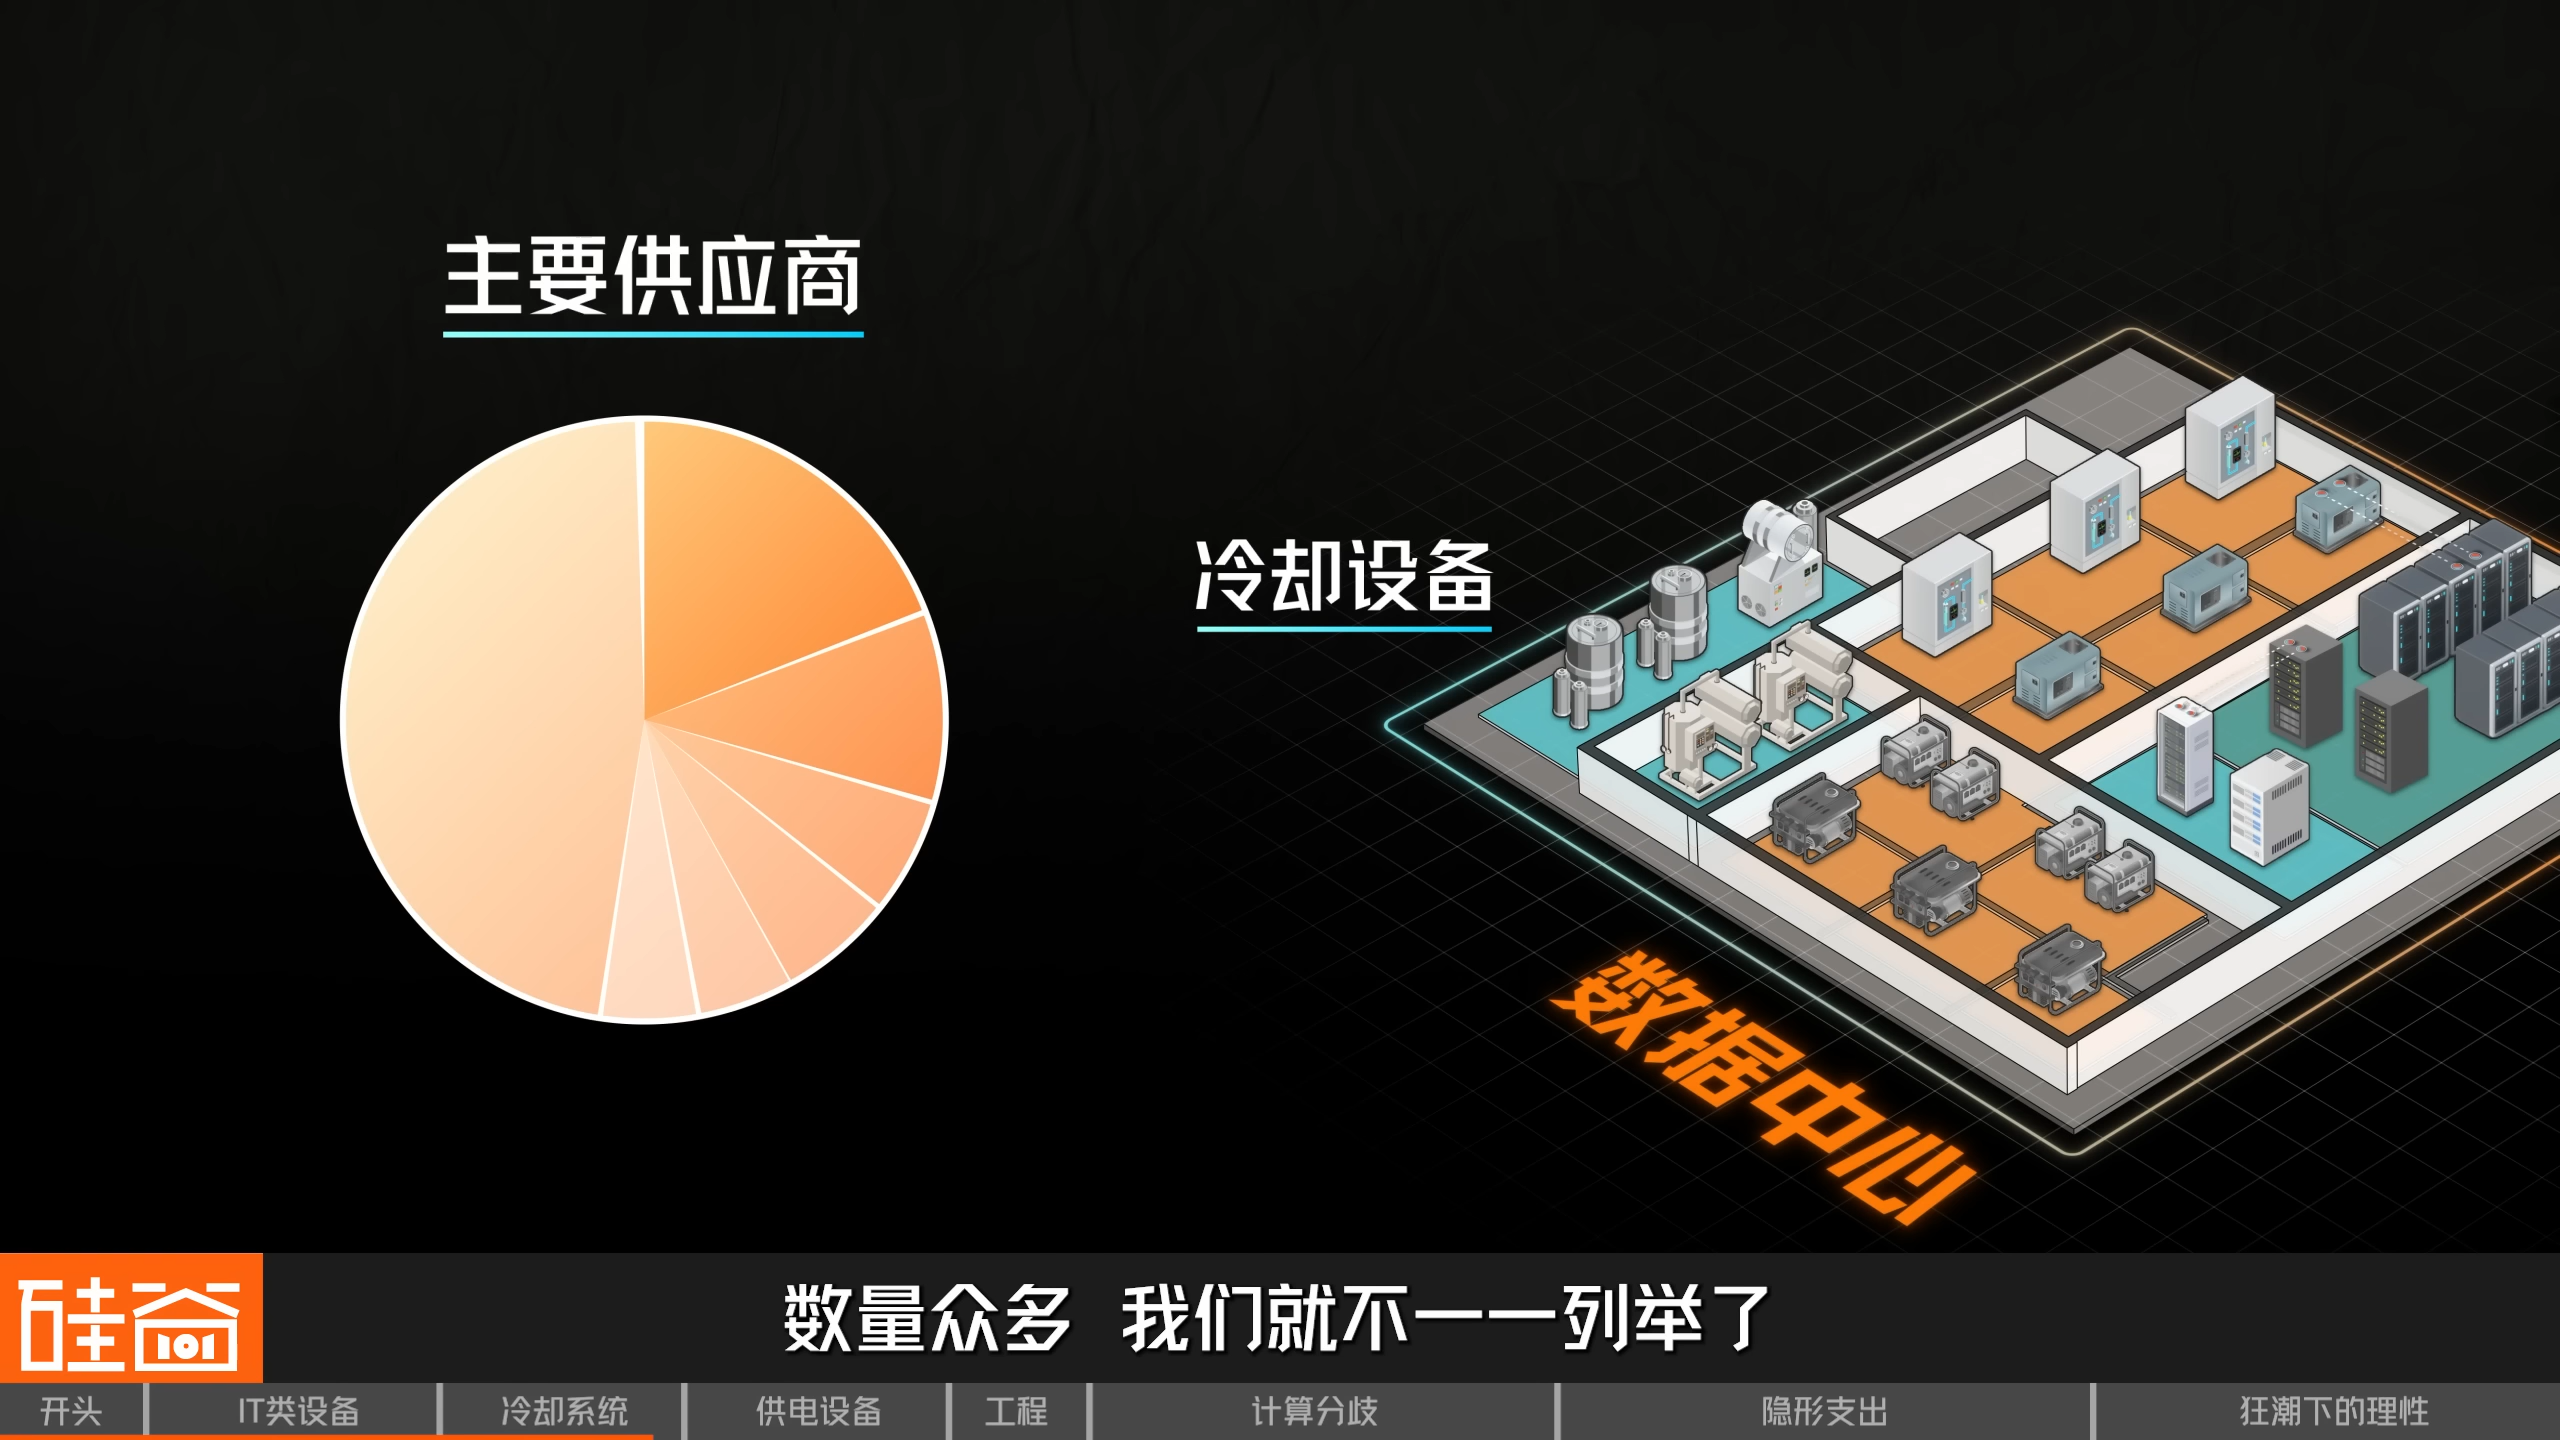 主要供应商
冷却设备
数据中心
硅谷101
数量众多 我们就不一一列举了
开头
IT类设备
冷却系统
供电设备
工程
计算分歧
隐形支出
狂潮下的理性